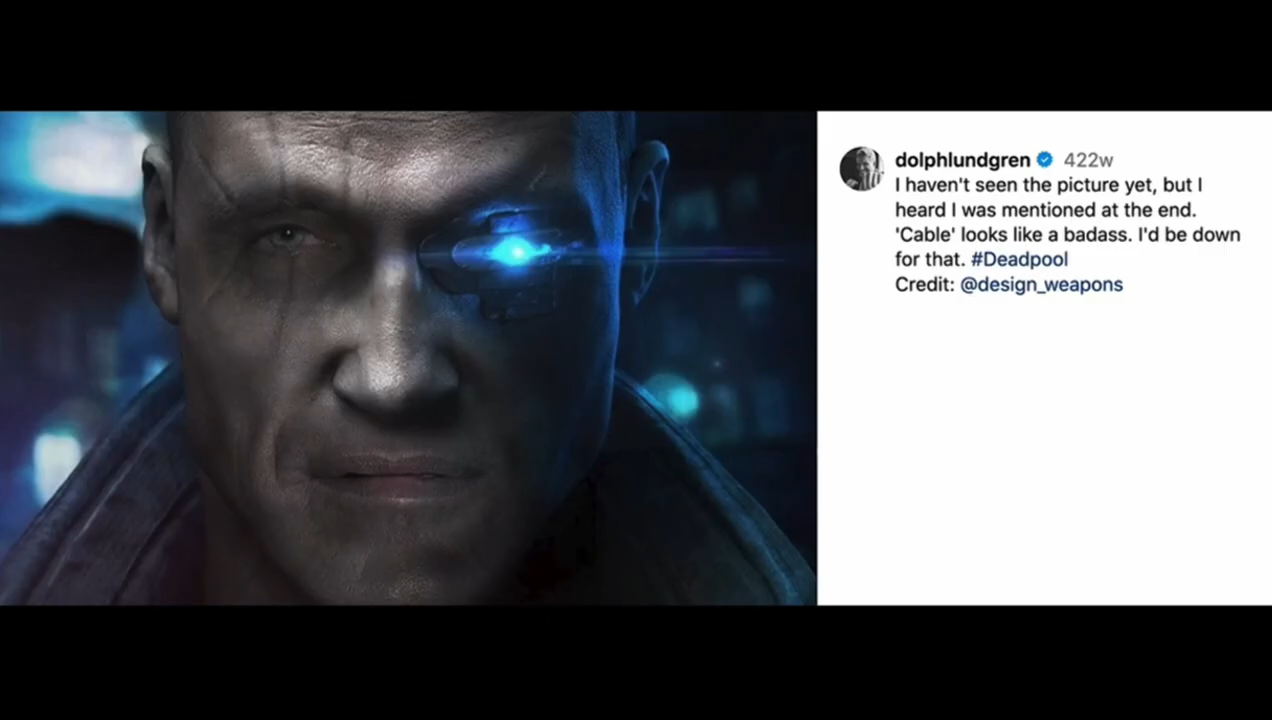 dolphlundgren 422w
I haven't seen the picture yet, but I
heard I was mentioned at the end.
'Cable' looks like a badass. I'd be down
for that. #Deadpool
Credit: @design_weapons